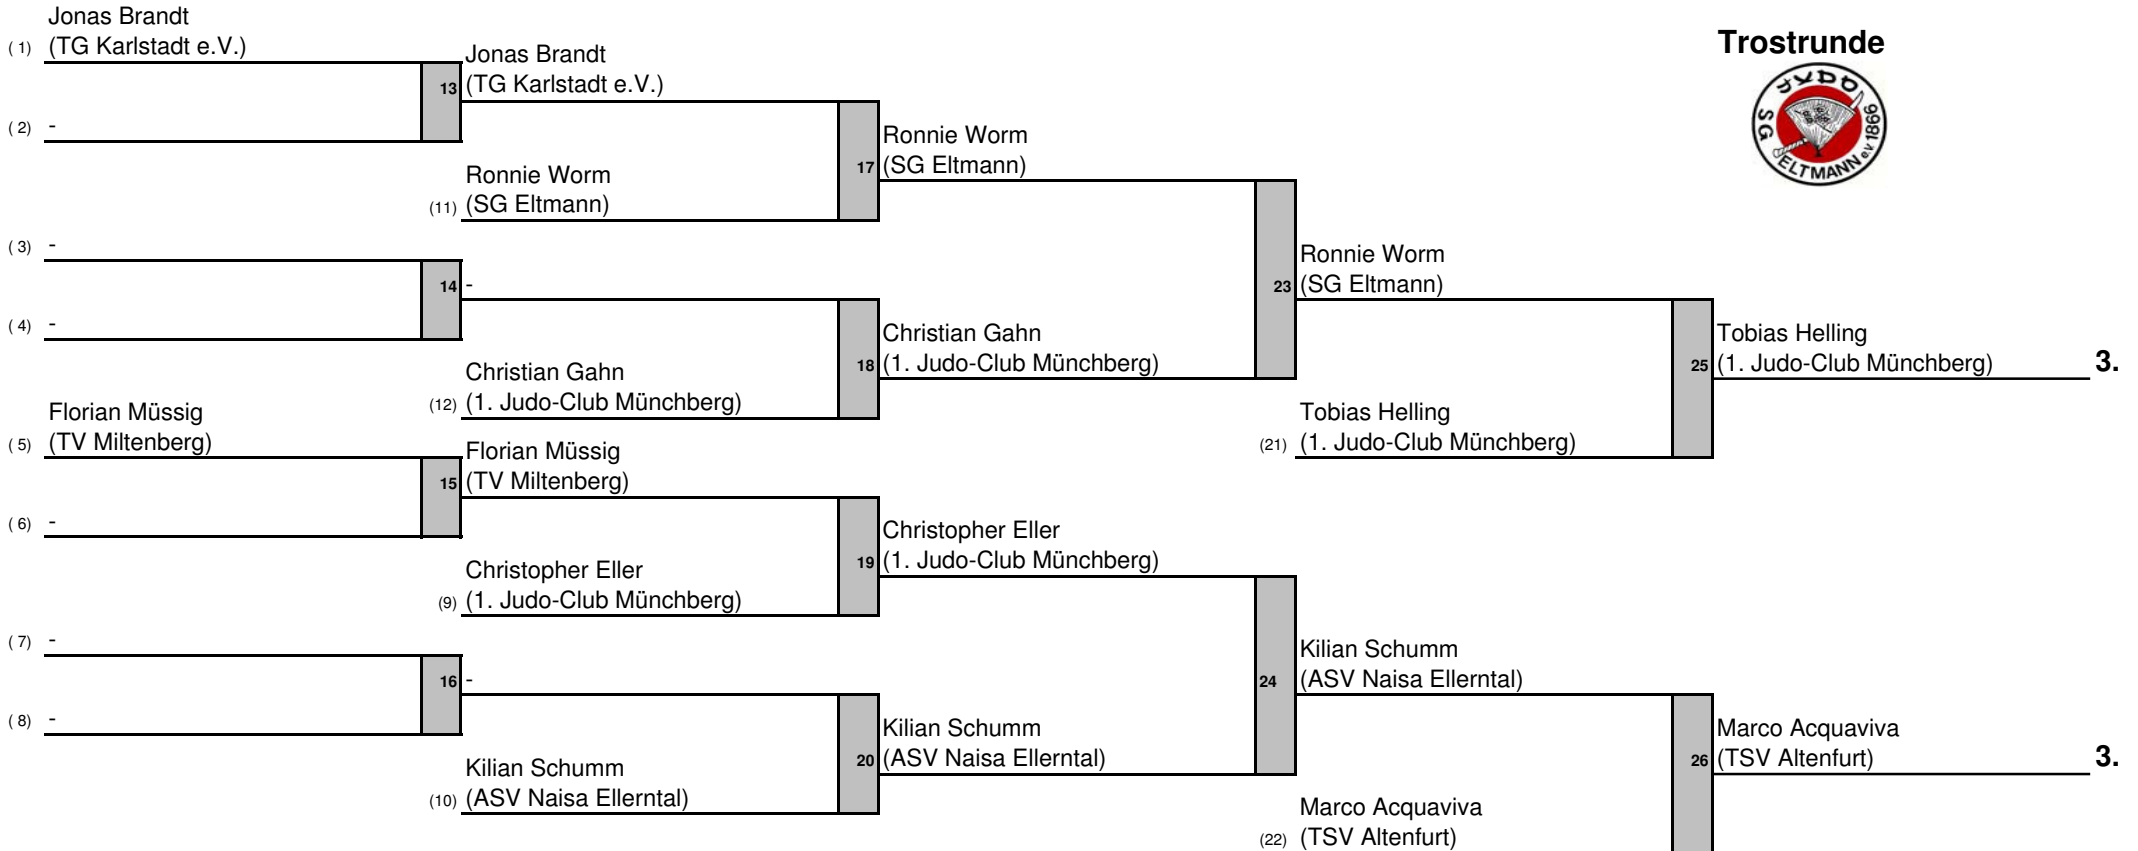 Jonas Brandt
( 1) (TG Karlstadt e.V.)
Jonas Brandt
13 (TG Karlstadt e.V.)
( 2) -
Ronnie Worm
17 (SG Eltmann)
Ronnie Worm
(11) (SG Eltmann)
Trostrunde
JUDO
SG ELTMANN e.V. 1866
( 3) -
Ronnie Worm
23 (SG Eltmann)
14 -
( 4) -
Christian Gahn
18 (1. Judo-Club Münchberg)
Tobias Helling
25 (1. Judo-Club Münchberg) 3.
Christian Gahn
(12) (1. Judo-Club Münchberg)
Florian Müssig
( 5) (TV Miltenberg)
Tobias Helling
(21) (1. Judo-Club Münchberg)
Florian Müssig
15 (TV Miltenberg)
( 6) -
Christopher Eller
19 (1. Judo-Club Münchberg)
Christopher Eller
(9) (1. Judo-Club Münchberg)
( 7) -
Kilian Schumm
24 (ASV Naisa Ellerntal)
16 -
( 8) -
Kilian Schumm
20 (ASV Naisa Ellerntal)
Marco Acquaviva
26 (TSV Altenfurt) 3.
Kilian Schumm
(10) (ASV Naisa Ellerntal)
Marco Acquaviva
(22) (TSV Altenfurt)